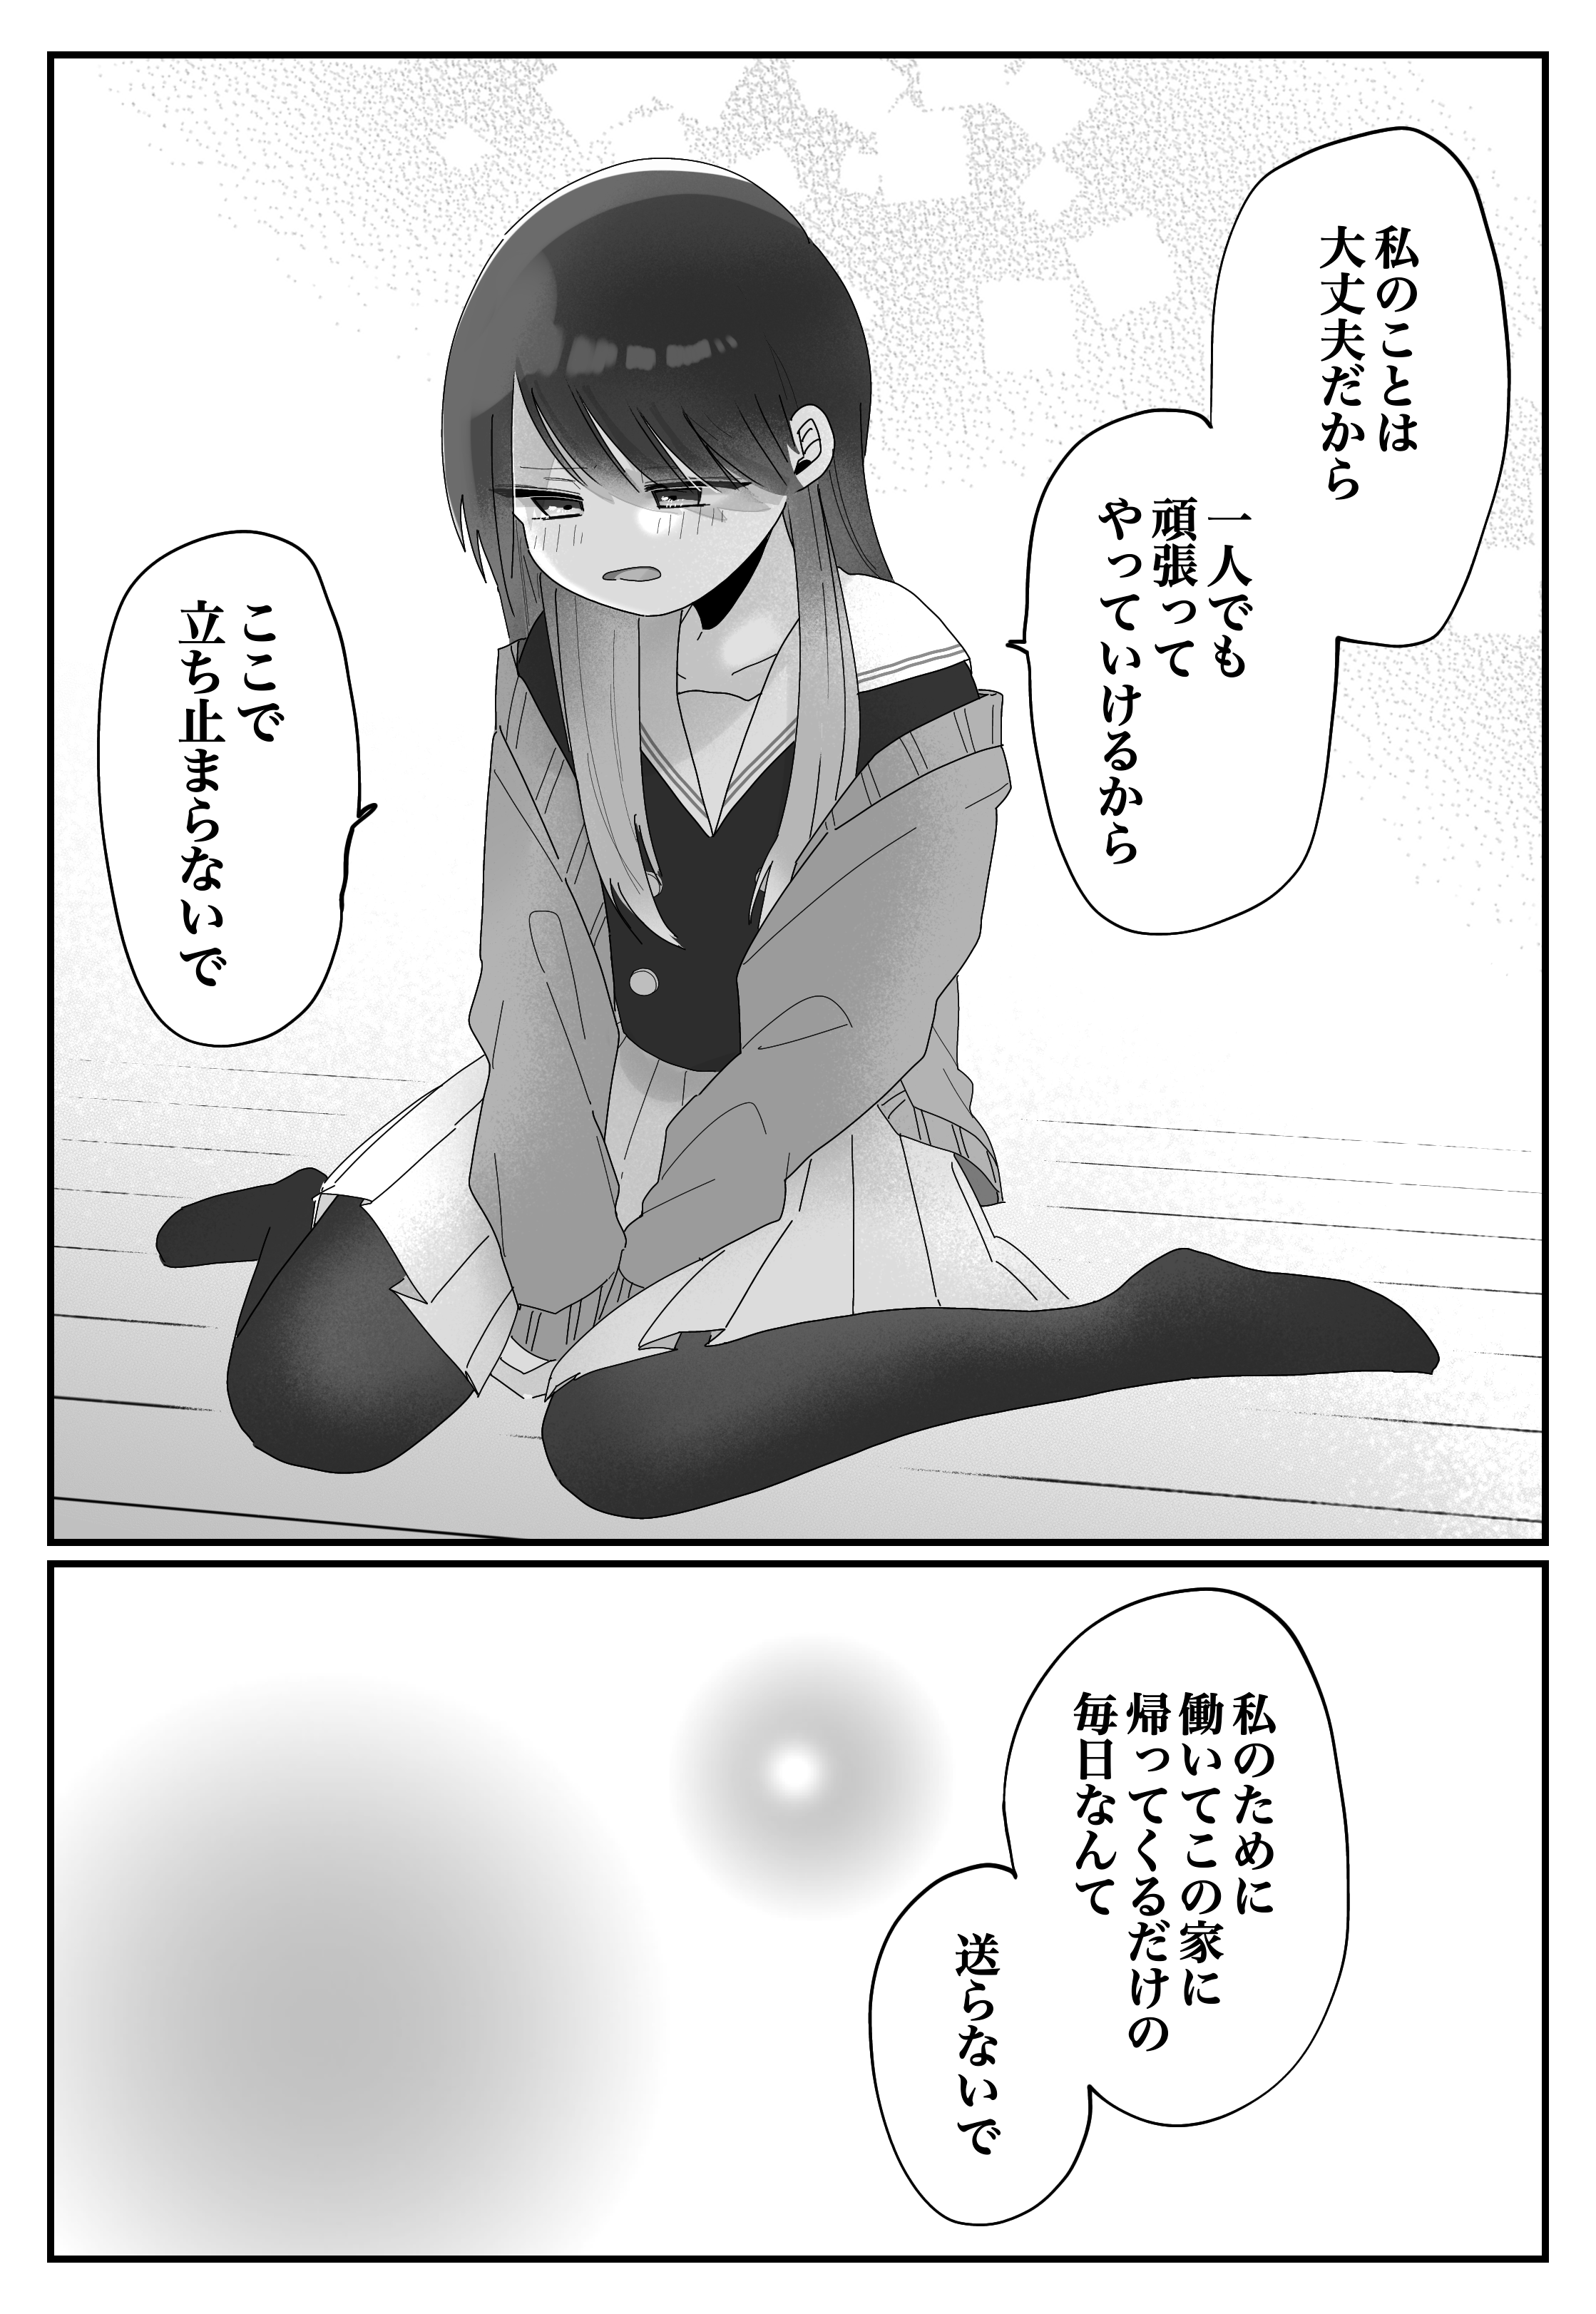 私のことは
大丈夫だから
一人でも
頑張って
やっていけるから
ここで
立ち止まらないで
私のために
働いてこの家に
帰ってくるだけの
毎日なんて
送らないで